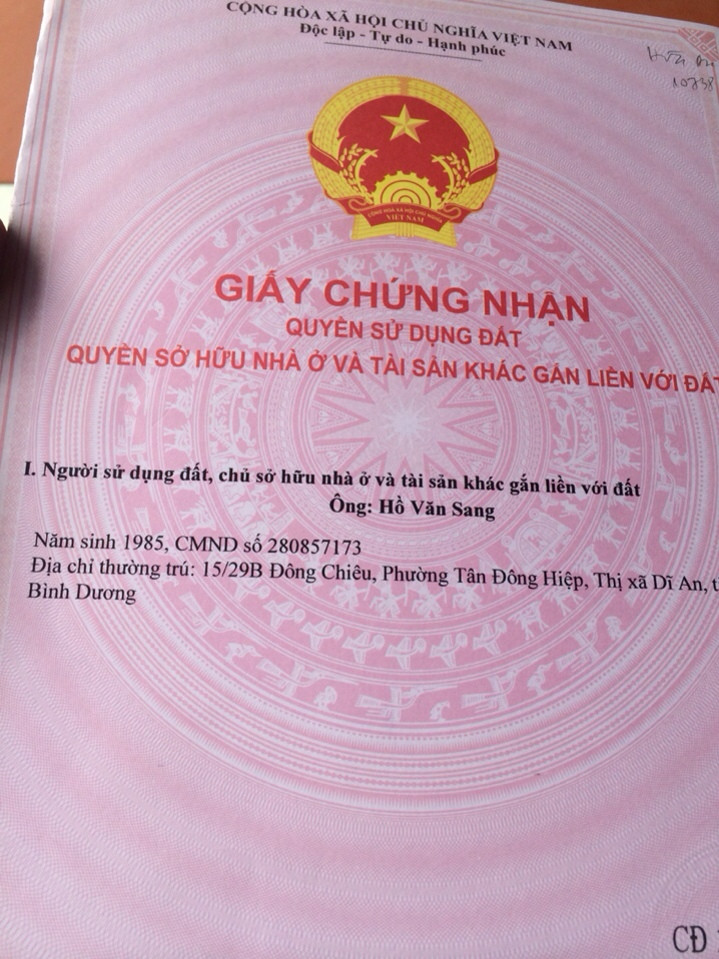 CỘNG HÒA XÃ HỘI CHỦ NGHĨA VIỆT NAM
Độc lập - Tự do - Hạnh phúc
CỘNG HÒA XÃ HỘI CHỦ NGHĨA
VIỆT NAM
GIẤY CHỨNG NHẬN
QUYỀN SỬ DỤNG ĐẤT
QUYỀN SỞ HỮU NHÀ Ở VÀ TÀI SẢN KHÁC GẮN LIỀN VỚI ĐẤT
I. Người sử dụng đất, chủ sở hữu nhà ở và tài sản khác gắn liền với đất
Ông: Hồ Văn Sang
Năm sinh 1985, CMND số 280857173
Địa chỉ thường trú: 15/29B Đông Chiêu, Phường Tân Đông Hiệp, Thị xã Dĩ An, t
Bình Dương
CĐ